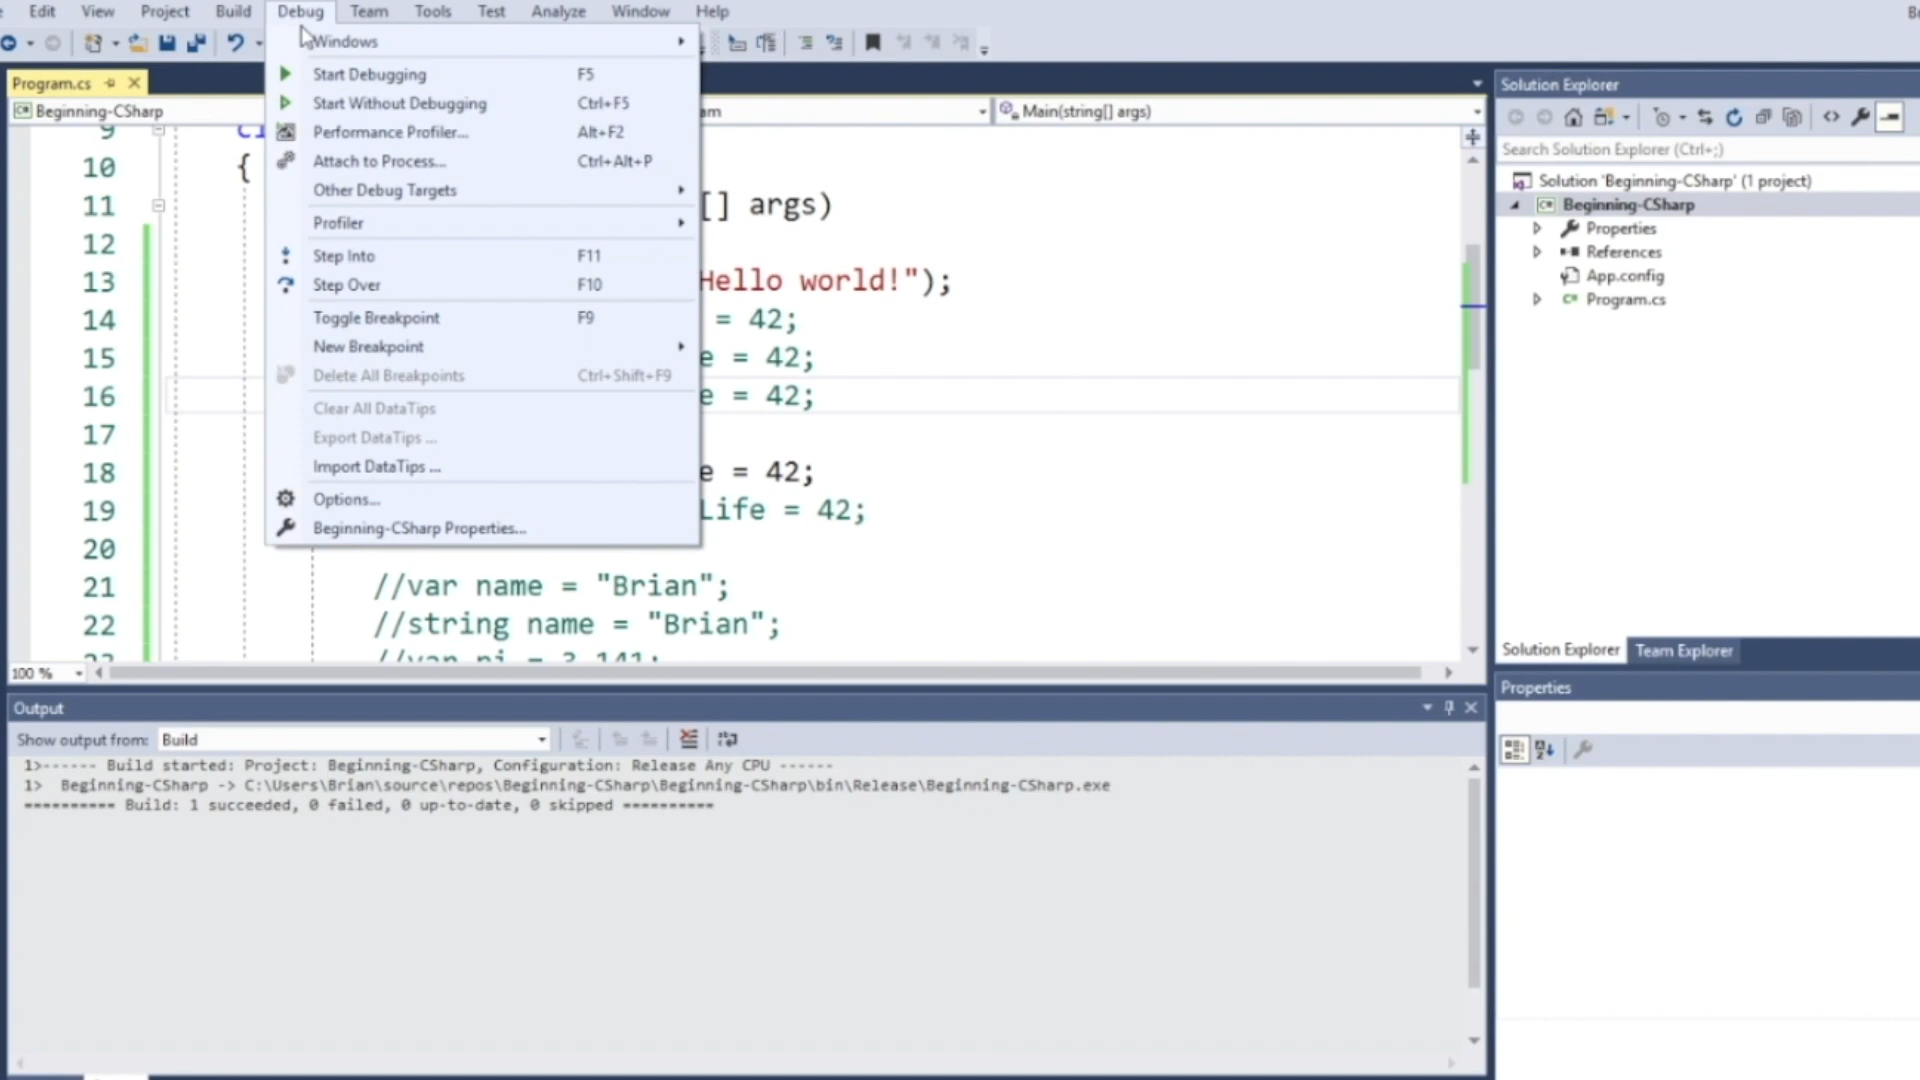 Edit View Project Build Debug Team Tools Test Analyze Window Help
Windows
Start Debugging F5
Start Without Debugging Ctrl+F5
Performance Profiler... Alt+F2
Attach to Process... Ctrl+Alt+P
Other Debug Targets
Profiler
Step Into F11
Step Over F10
Toggle Breakpoint F9
New Breakpoint
Delete All Breakpoints Ctrl+Shift+F9
Clear All DataTips
Export DataTips ...
Import DataTips ...
Options...
Beginning-CSharp Properties...
Program.cs
Beginning-CSharp
am
Main(string[] args)
9
10 {
11 [] args)
12
13 Hello world!");
14 = 42;
15 e = 42;
16 e = 42;
17
18 e = 42;
19 Life = 42;
20
21 //var name = "Brian";
22 //string name = "Brian";
23 //var pi = 3.141;
100 %
Output
Show output from: Build
1>------ Build started: Project: Beginning-CSharp, Configuration: Release Any CPU ------
1> Beginning-CSharp -> C:\Users\Brian\source\repos\Beginning-CSharp\Beginning-CSharp\bin\Release\Beginning-CSharp.exe
========== Build: 1 succeeded, 0 failed, 0 up-to-date, 0 skipped ==========
Solution Explorer
Search Solution Explorer (Ctrl+;)
Solution 'Beginning-CSharp' (1 project)
Beginning-CSharp
Properties
References
App.config
Program.cs
Solution Explorer Team Explorer
Properties